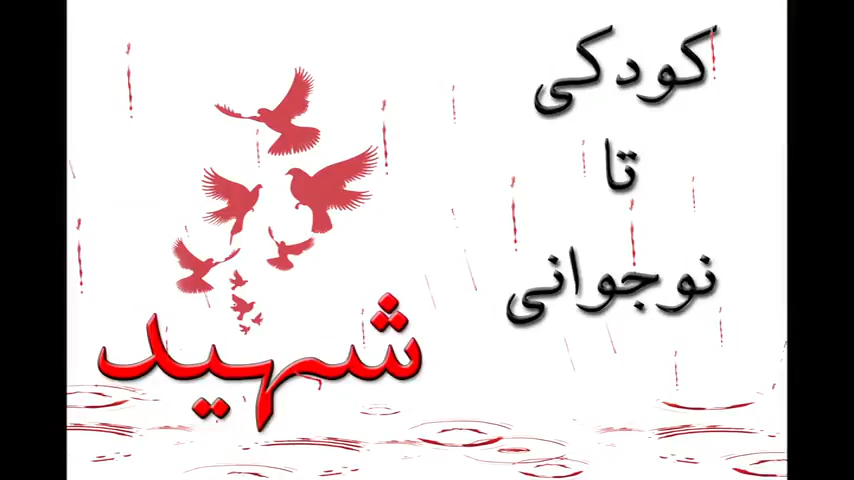 کودکی
تا
نوجوانی
شهید